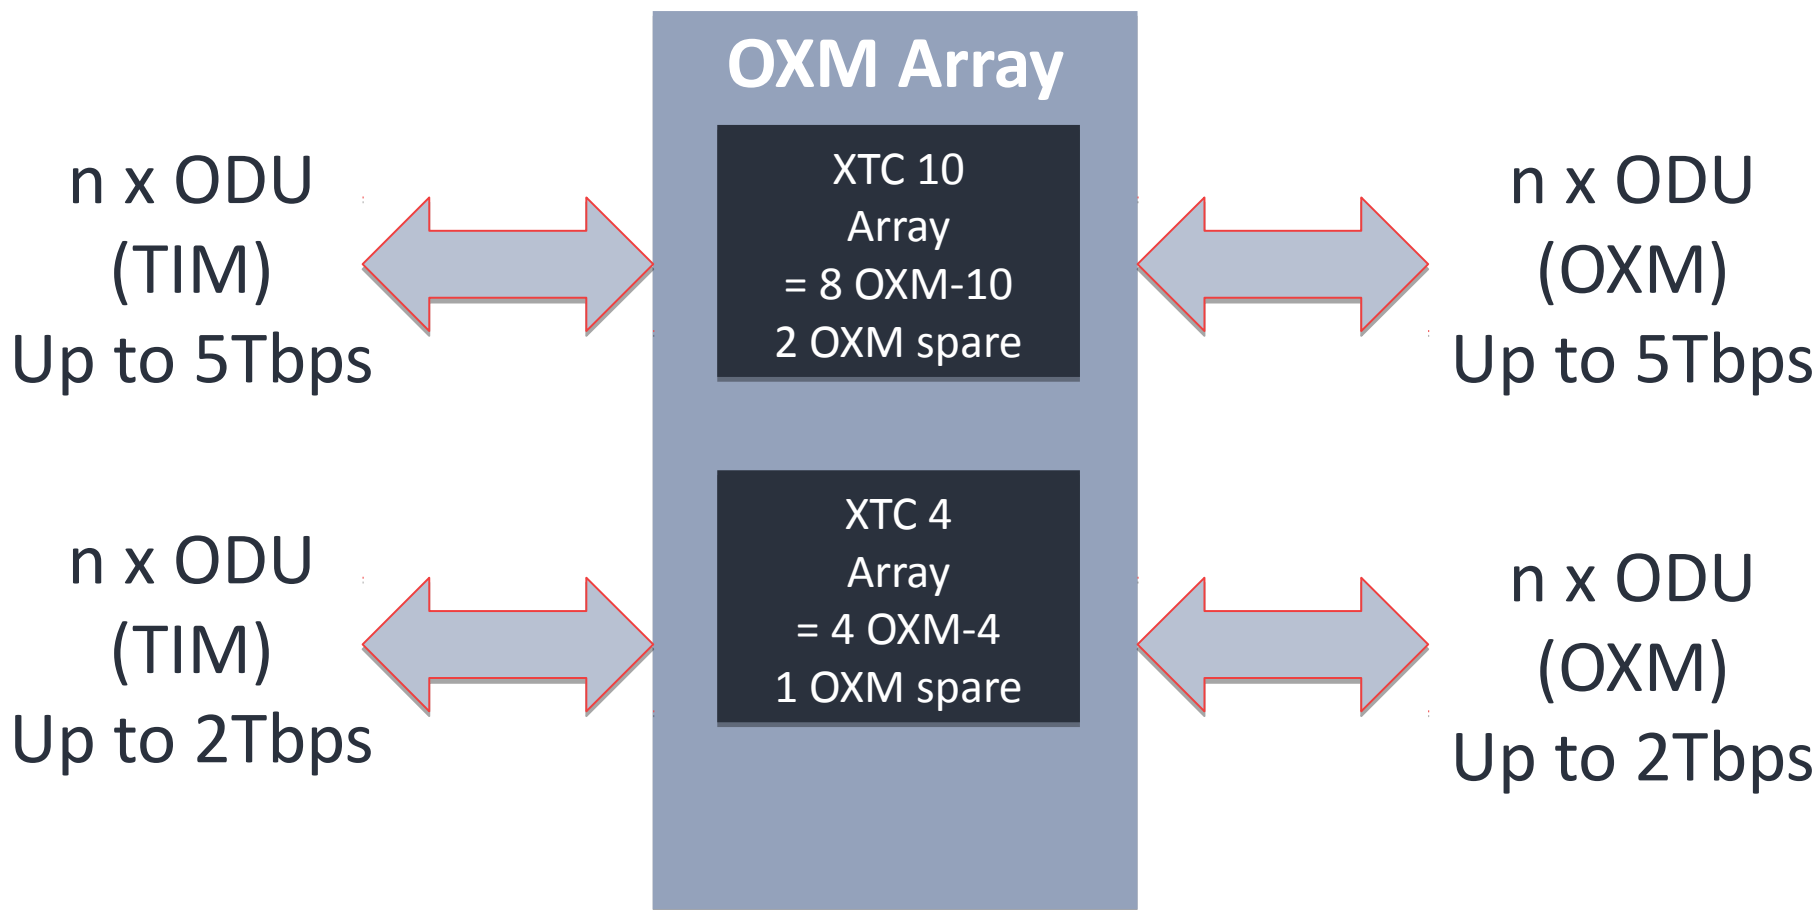 OXM Array
n x ODU
(TIM)
Up to 5Tbps
XTC 10
Array
= 8 OXM-10
2 OXM spare
n x ODU
(OXM)
Up to 5Tbps
n x ODU
(TIM)
Up to 2Tbps
XTC 4
Array
= 4 OXM-4
1 OXM spare
n x ODU
(OXM)
Up to 2Tbps